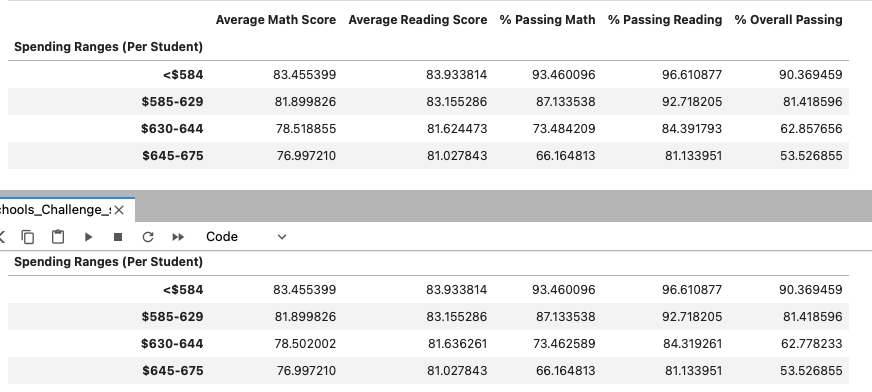 Average Math Score Average Reading Score % Passing Math % Passing Reading % Overall Passing
Spending Ranges (Per Student)
<$584 83.455399 83.933814 93.460096 96.610877 90.369459
$585-629 81.899826 83.155286 87.133538 92.718205 81.418596
$630-644 78.518855 81.624473 73.484209 84.391793 62.857656
$645-675 76.997210 81.027843 66.164813 81.133951 53.526855
hools_Challenge_s
Code
Spending Ranges (Per Student)
<$584 83.455399 83.933814 93.460096 96.610877 90.369459
$585-629 81.899826 83.155286 87.133538 92.718205 81.418596
$630-644 78.502002 81.636261 73.462589 84.319261 62.778233
$645-675 76.997210 81.027843 66.164813 81.133951 53.526855